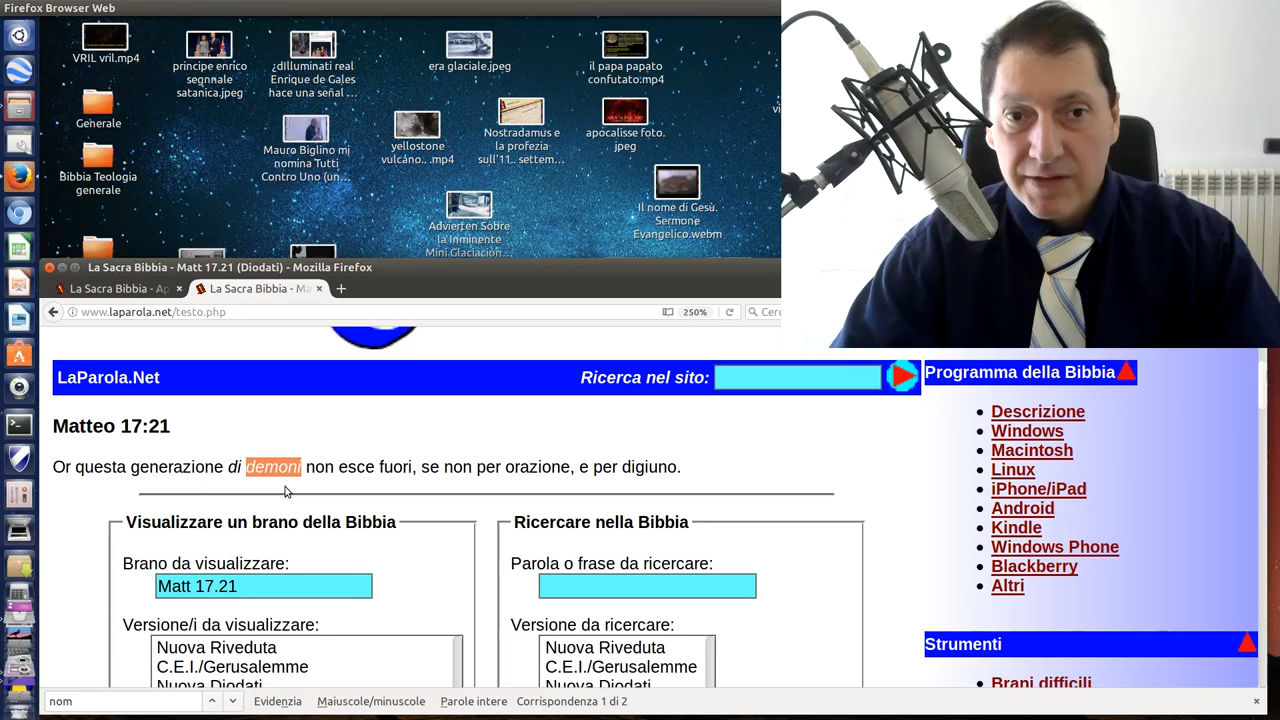 Firefox Browser Web
VRIL vril.mp4
principe enrico
segnnale
satanica.jpeg
¿dIlluminati real
Enrique de Gales
hace una señal ...
era glaciale.jpeg
il papa papato
confutato:mp4
Generale
Mauro Biglino mi
nomina Tutti
Contro Uno (un...
yellostone
vulcáno.. ..mp4
Nostradamus e
la profezia
sull'11.. settem...
apocalisse foto.
jpeg
Bibbia Teologia
generale
Advierten Sobre
la Inminente
Mini Glaciación...
Il nome di Gesù.
Sermone
Evangelico.webm
La Sacra Bibbia - Matt 17.21 (Diodati) - Mozilla Firefox
La Sacra Bibbia - Ap
La Sacra Bibbia - Ma
www.laparola.net/testo.php
250%
Cerc
LaParola.Net
Ricerca nel sito:
Programma della Bibbia
Matteo 17:21
Or questa generazione di demoni non esce fuori, se non per orazione, e per digiuno.
Descrizione
Windows
Macintosh
Linux
iPhone/iPad
Android
Kindle
Windows Phone
Blackberry
Altri
Visualizzare un brano della Bibbia
Ricercare nella Bibbia
Brano da visualizzare:
Matt 17.21
Parola o frase da ricercare:
Versione/i da visualizzare:
Nuova Riveduta
C.E.I./Gerusalemme
Nuova Diodati
Versione da ricercare:
Nuova Riveduta
C.E.I./Gerusalemme
Nuova Diodati
Strumenti
Brani difficili
nom
Evidenzia
Maiuscole/minuscole
Parole intere
Corrispondenza 1 di 2